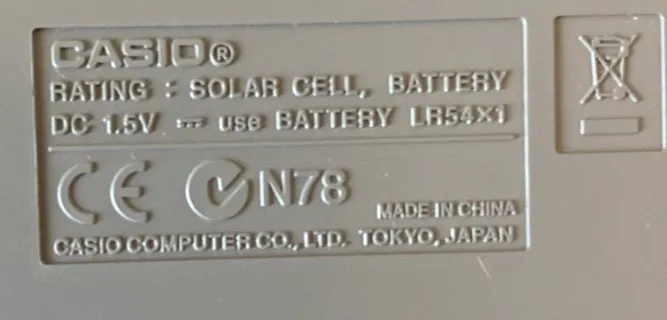 CASIO®
RATING : SOLAR CELL, BATTERY
DC 1.5V ⎓ use BATTERY LR54X1
CE N78
MADE IN CHINA
CASIO COMPUTER CO., LTD. TOKYO, JAPAN